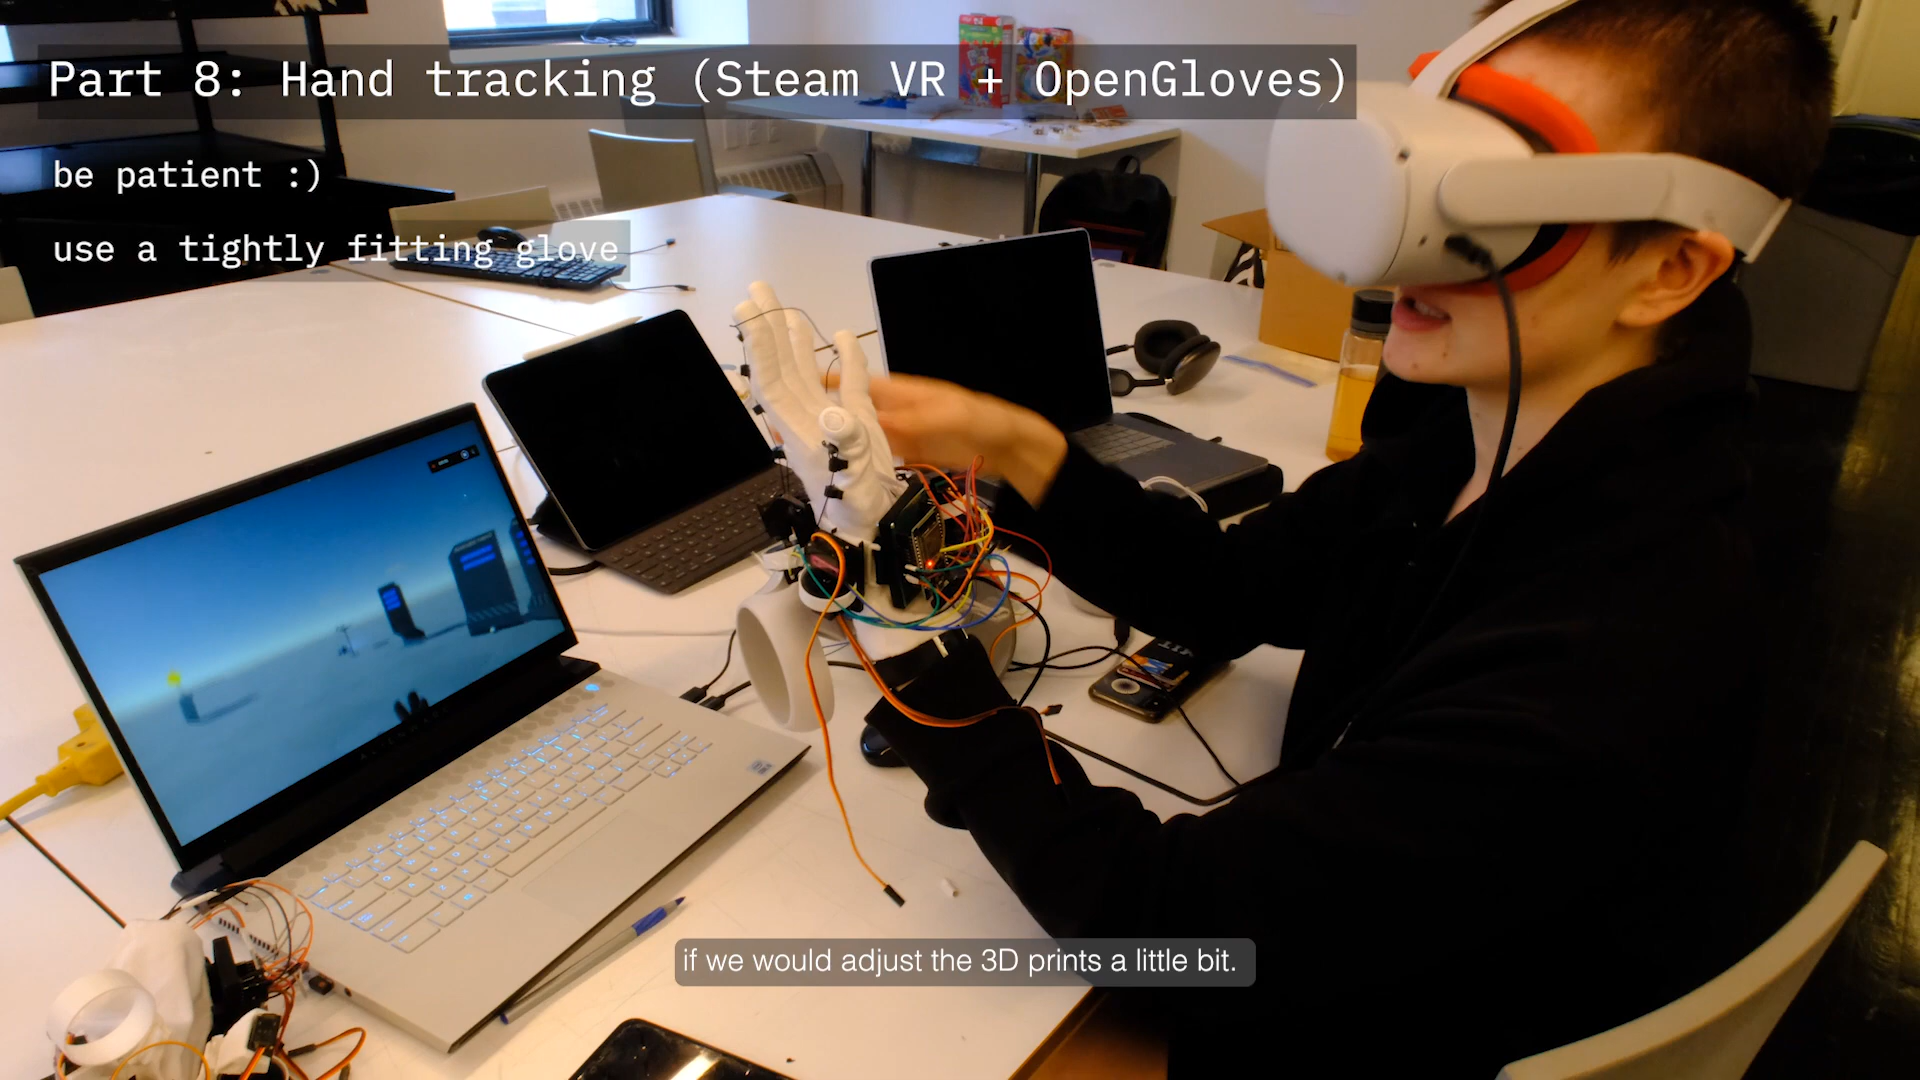 Part 8: Hand tracking (Steam VR + OpenGloves)
be patient :)
use a tightly fitting glove
if we would adjust the 3D prints a little bit.